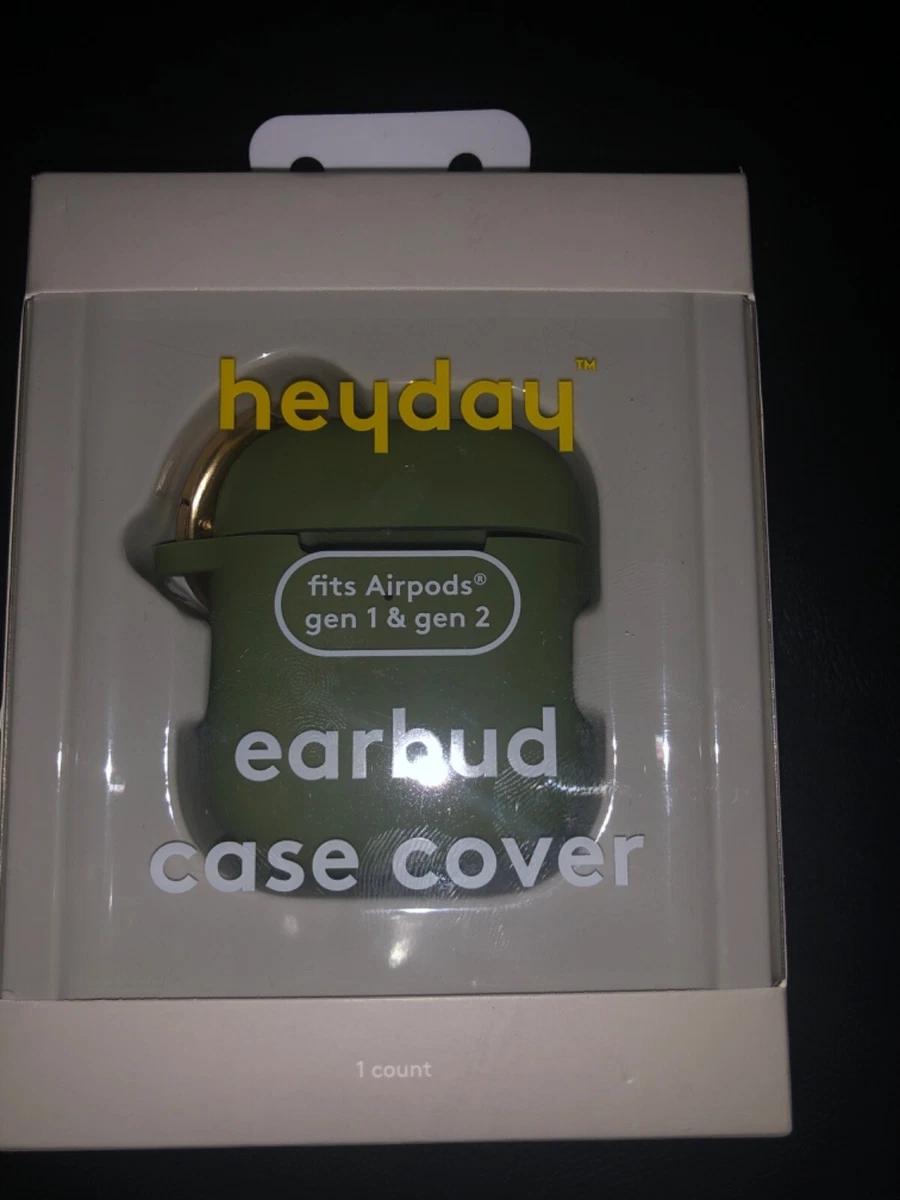 heyday™
fits Airpods®
gen 1 & gen 2
earbud
case cover
1 count